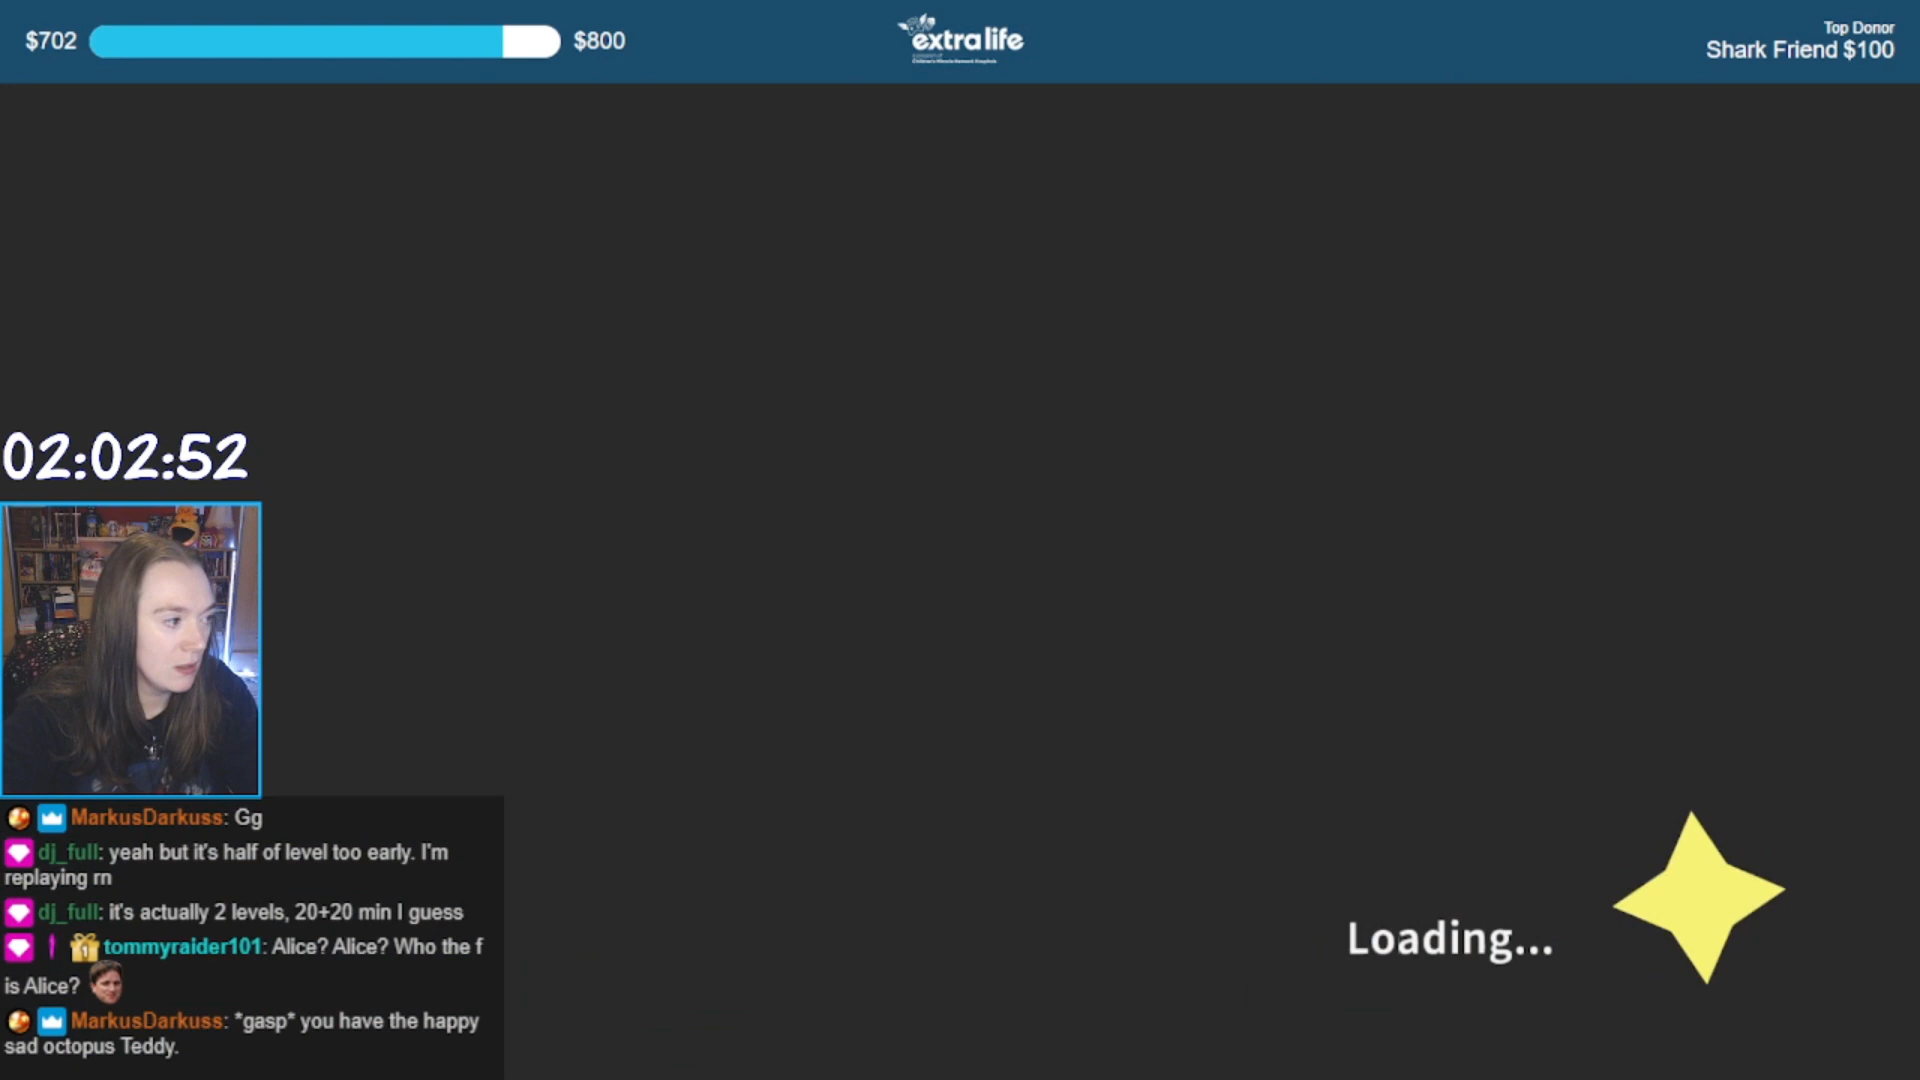 $702
$800
extralife
Top Donor
Shark Friend $100
02:02:52
MarkusDarkuss: Gg
dj_full: yeah but it's half of level too early. I'm
replaying rn
dj_full: it's actually 2 levels, 20+20 min I guess
tommyraider101: Alice? Alice? Who the f
is Alice?
MarkusDarkuss: *gasp* you have the happy
sad octopus Teddy.
Loading...